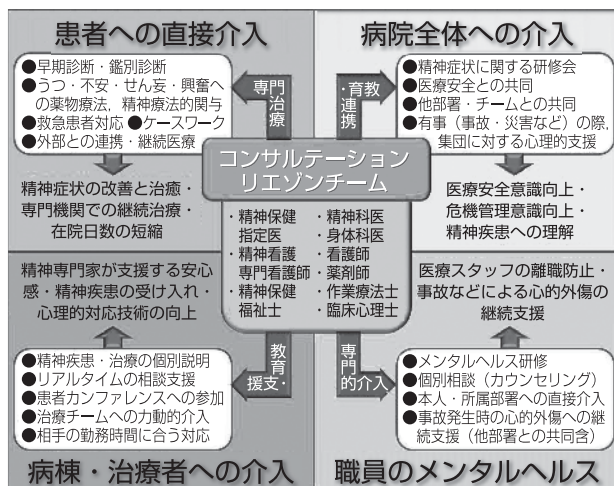 患者への直接介入
●早期診断・鑑別診断
●うつ・不安・せん妄・興奮へ
の薬物療法,精神療法的関与
●救急患者対応 ●ケースワーク
●外部との連携・継続医療
精神症状の改善と治癒・
専門機関での継続治療・
在院日数の短縮
専門
治療
病院全体への介入
●精神症状に関する研修会
●医療安全との共同
●他部署・チームとの共同
●有事(事故・災害など)の際,
集団に対する心理的支援
医療安全意識向上・
危機管理意識向上・
精神疾患への理解
・育教
連携
コンサルテーション
リエゾンチーム
・精神保健
指定医
・精神看護
専門看護師
・精神保健
福祉士
・精神科医
・身体科医
・看護師
・薬剤師
・作業療法士
・臨床心理士
精神専門家が支援する安心
感・精神疾患の受け入れ・
心理的対応技術の向上
教育
援支・
●精神疾患・治療の個別説明
●リアルタイムの相談支援
●患者カンファレンスへの参加
●治療チームへの力動的介入
●相手の勤務時間に合う対応
病棟・治療者への介入
医療スタッフの離職防止・
事故などによる心的外傷の
継続支援
専門
的介入
●メンタルヘルス研修
●個別相談(カウンセリング)
●本人・所属部署への直接介入
●事故発生時の心的外傷への継
続支援(他部署との共同含)
職員のメンタルヘルス